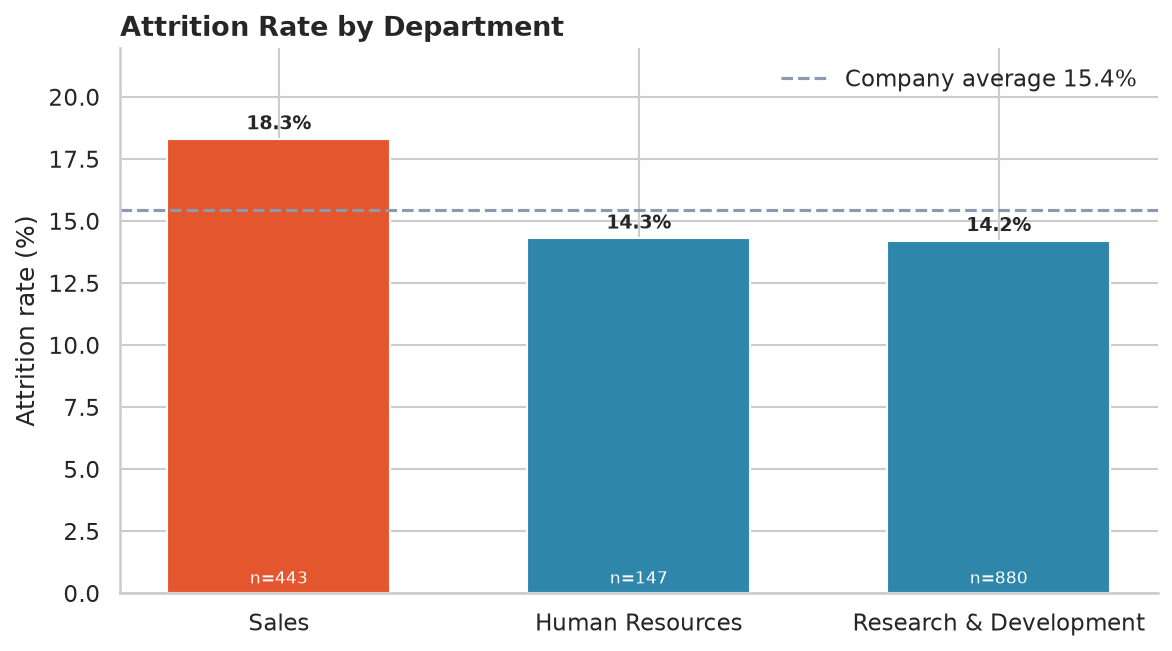 Attrition Rate by Department
Company average 15.4%
Attrition rate (%)
20.0
17.5
15.0
12.5
10.0
7.5
5.0
2.5
0.0
18.3%
14.3%
14.2%
n=443
n=147
n=880
Sales
Human Resources
Research & Development